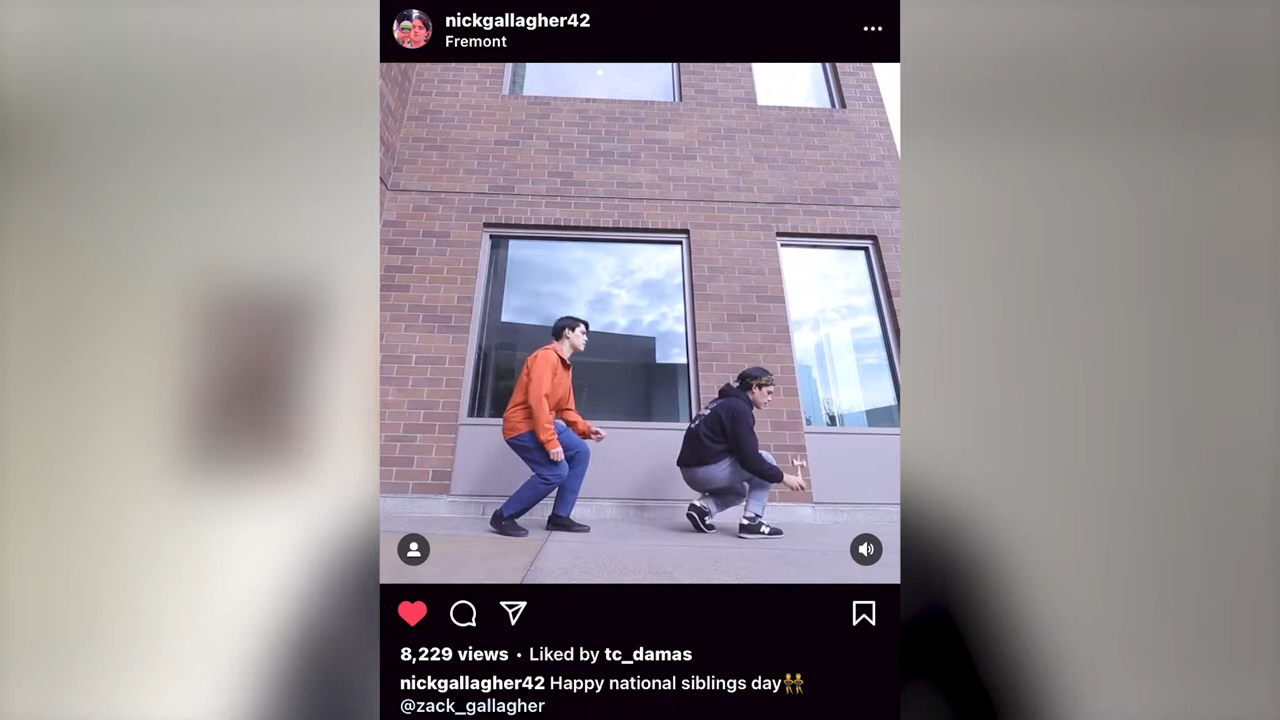 nickgallagher42
Fremont
8,229 views • Liked by tc_damas
nickgallagher42 Happy national siblings day👯
@zack_gallagher